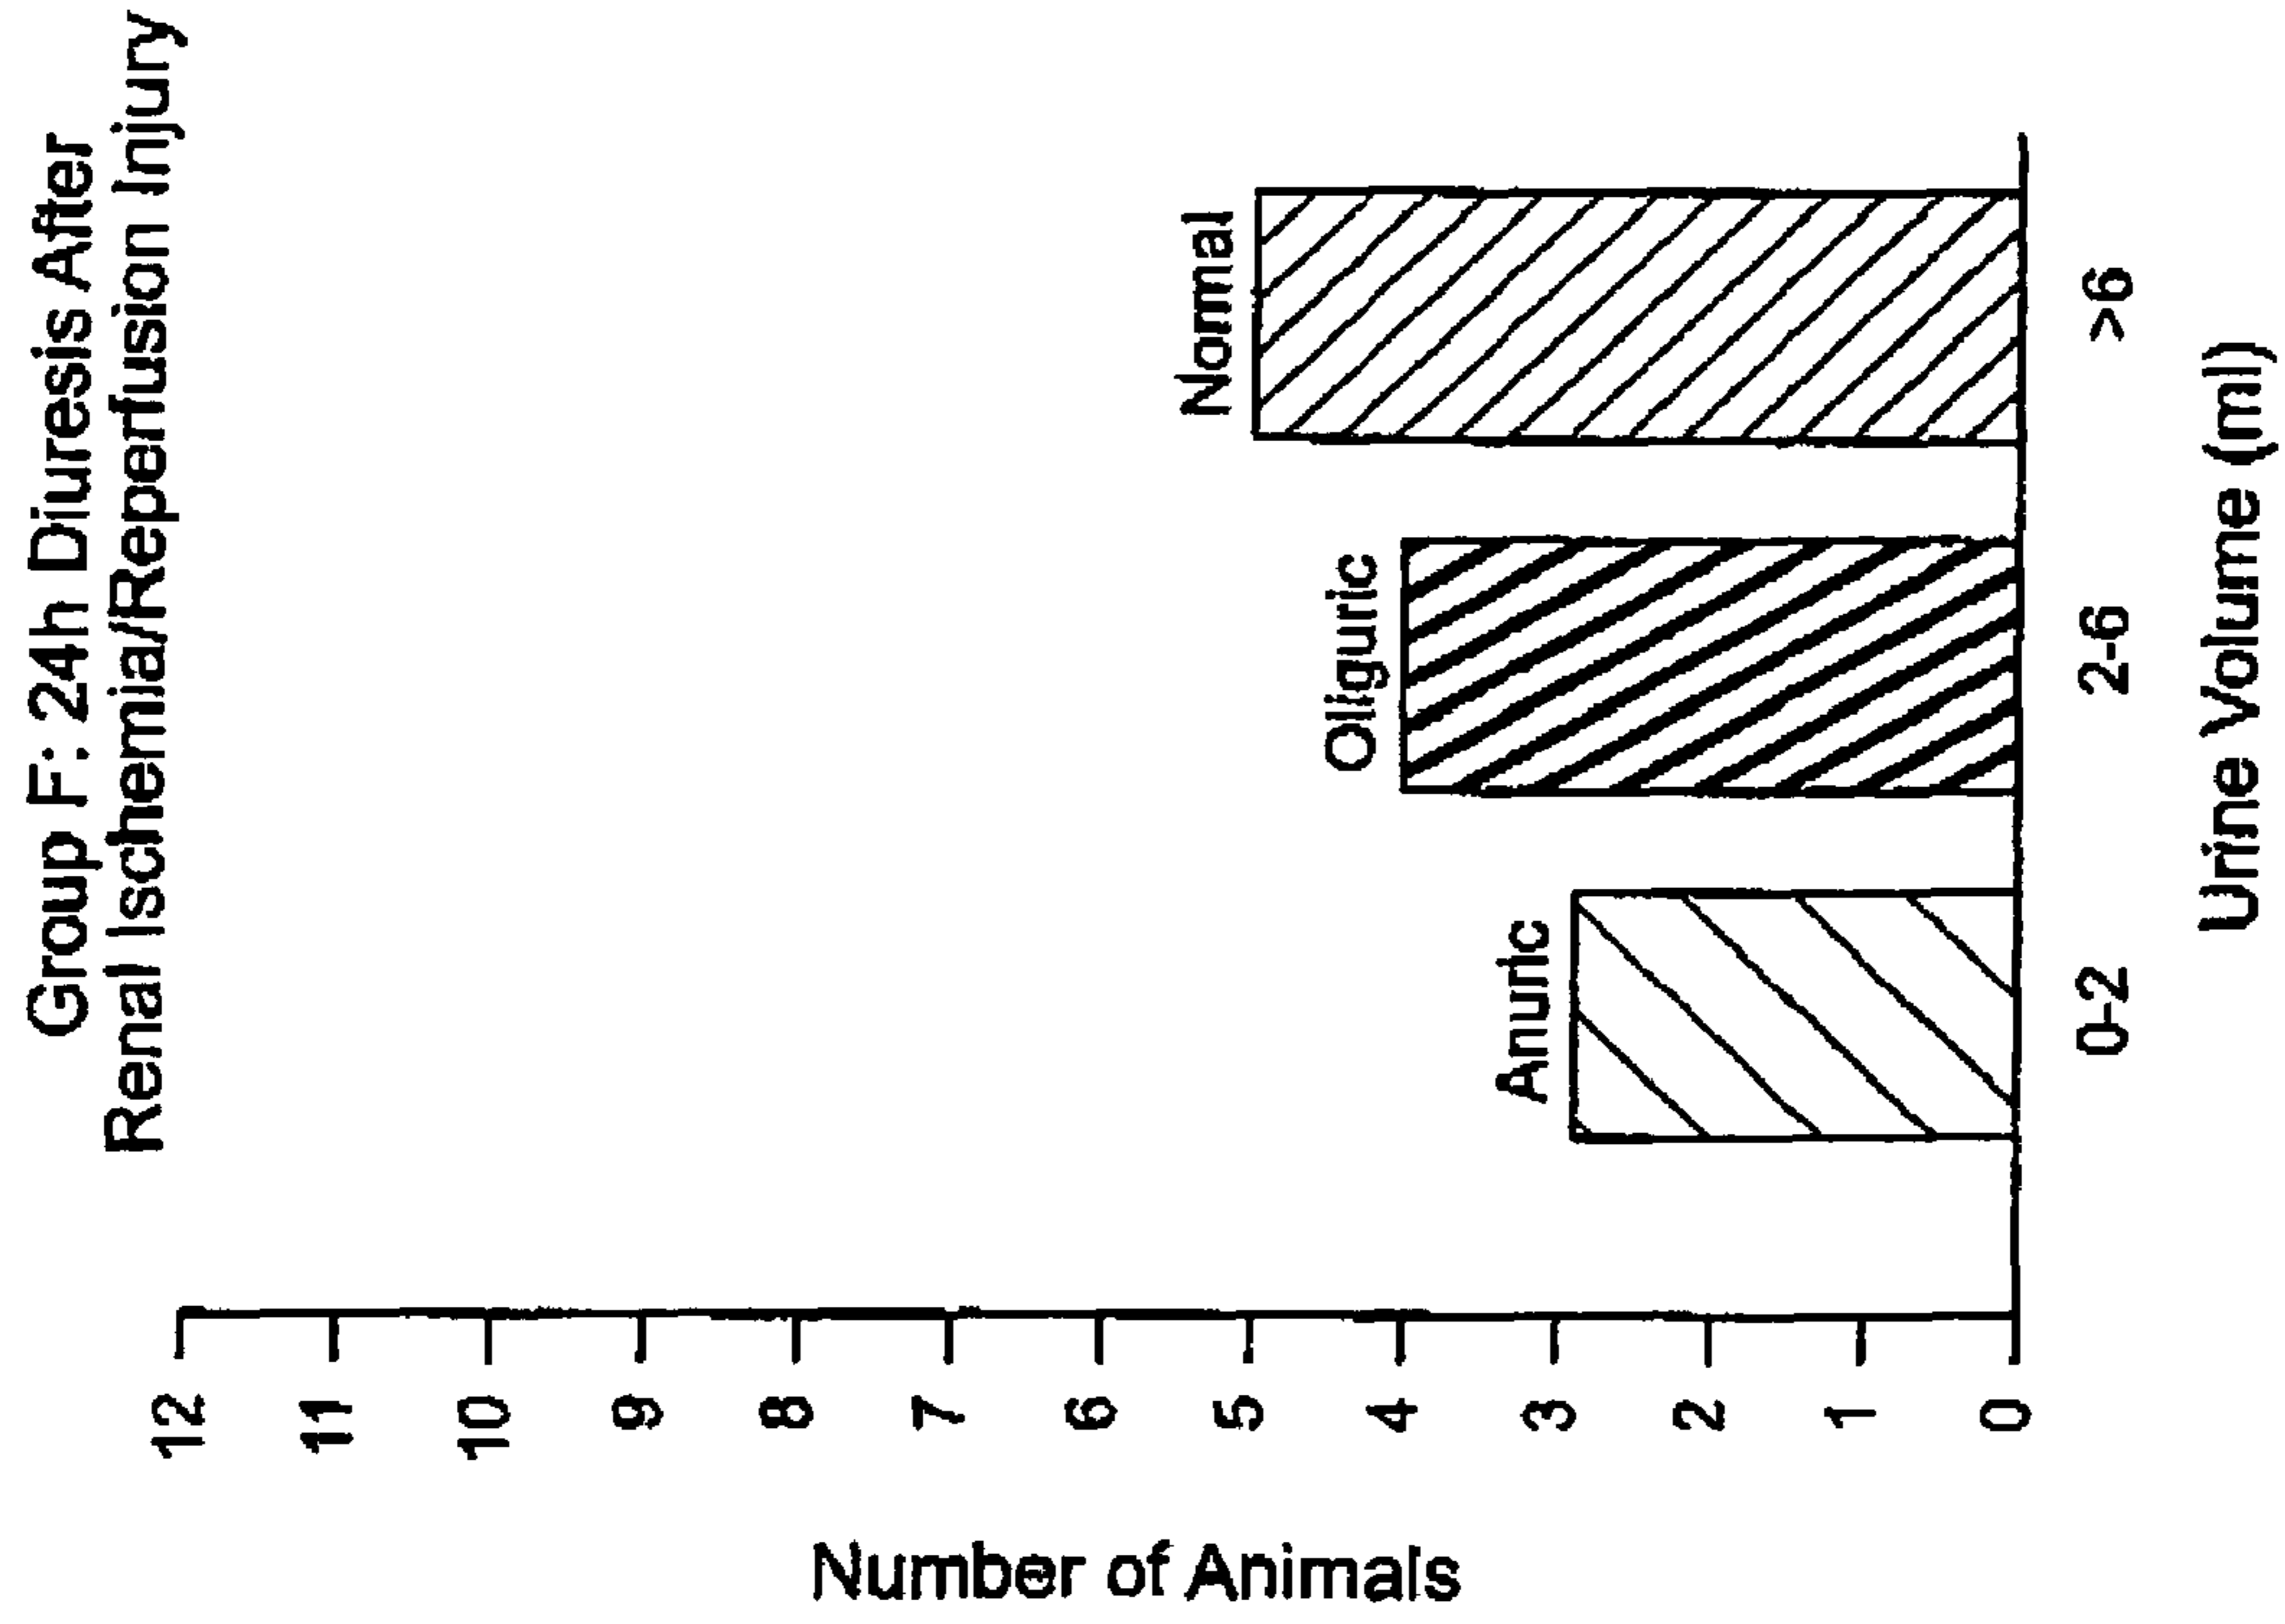 Group F: 24h Diuresis After
Renal Ischemia/Reperfusion Injury
Number of Animals
12
11
10
9
8
7
6
5
4
3
2
1
0
Anuric
Oliguric
Nomal
0-2
2-6
>6
Urine Volume (ml)